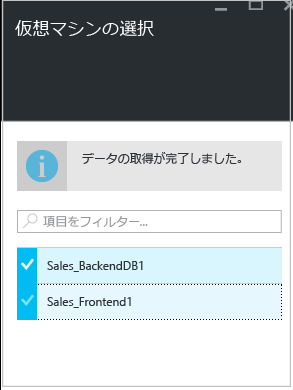 仮想マシンの選択
データの取得が完了しました。
項目をフィルター...
Sales_BackendDB1
Sales_Frontend1